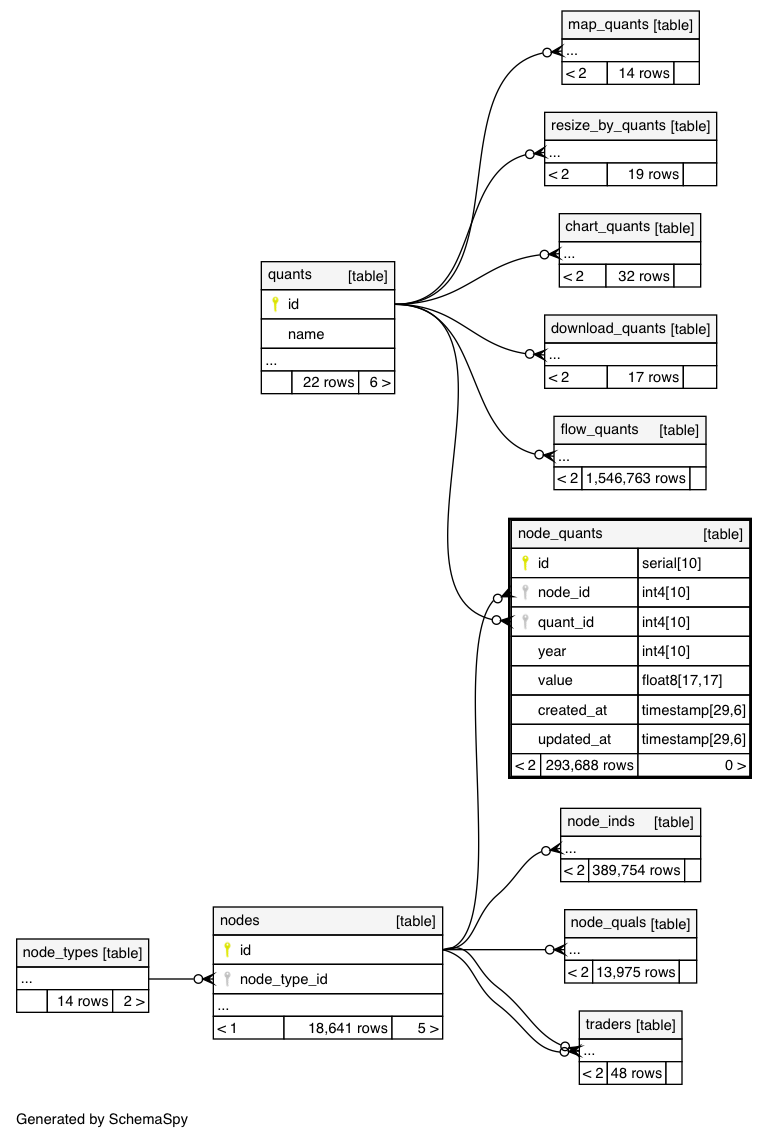 map_quants [table]
...
< 2 14 rows
resize_by_quants [table]
...
< 2 19 rows
chart_quants [table]
...
< 2 32 rows
quants [table]
id
name
...
22 rows 6 >
download_quants [table]
...
< 2 17 rows
flow_quants [table]
...
< 2 1,546,763 rows
node_quants [table]
id serial[10]
node_id int4[10]
quant_id int4[10]
year int4[10]
value float8[17,17]
created_at timestamp[29,6]
updated_at timestamp[29,6]
< 2 293,688 rows 0 >
node_inds [table]
...
< 2 389,754 rows
node_types [table]
...
14 rows 2 >
nodes [table]
id
node_type_id
...
< 1 18,641 rows 5 >
node_quals [table]
...
< 2 13,975 rows
traders [table]
...
< 2 48 rows
Generated by SchemaSpy